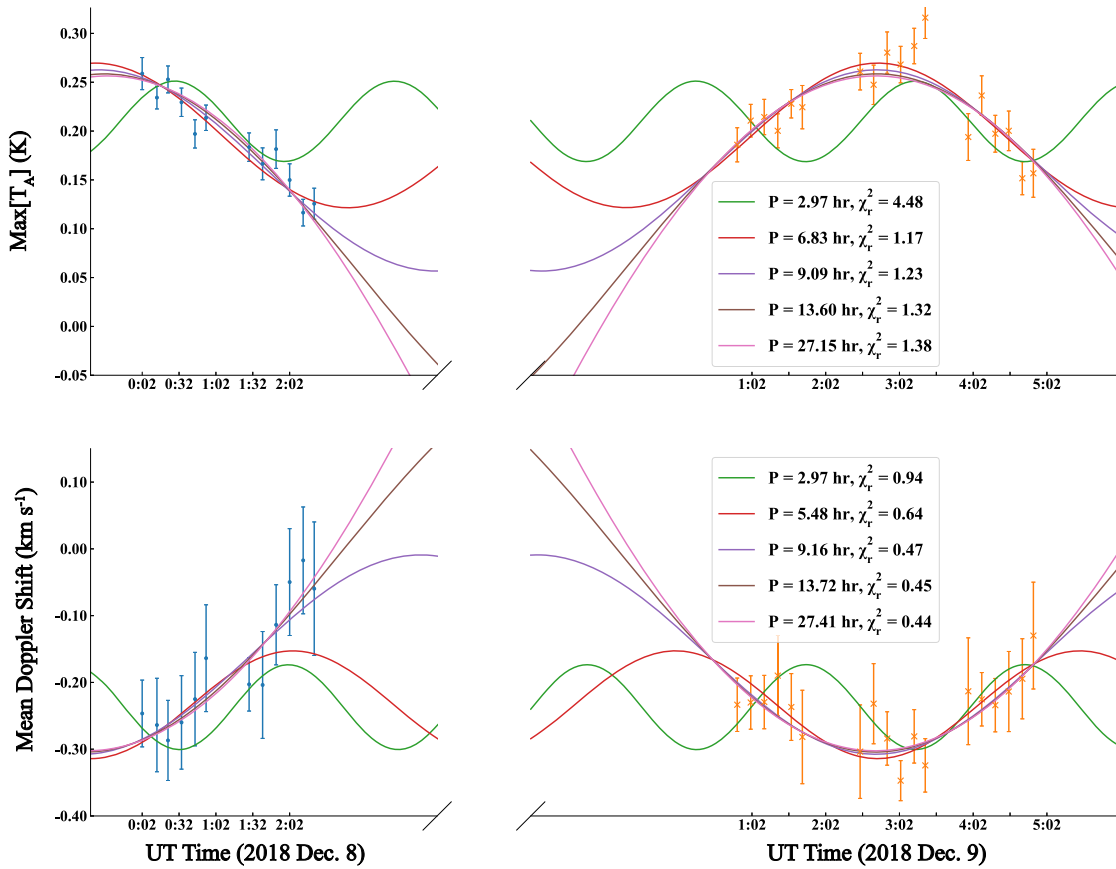 Max[T_A] (K)
0.30
0.25
0.20
0.15
0.10
0.05
0.00
-0.05
0:02 0:32 1:02 1:32 2:02
1:02 2:02 3:02 4:02 5:02
P = 2.97 hr, χ_r^2 = 4.48
P = 6.83 hr, χ_r^2 = 1.17
P = 9.09 hr, χ_r^2 = 1.23
P = 13.60 hr, χ_r^2 = 1.32
P = 27.15 hr, χ_r^2 = 1.38
Mean Doppler Shift (km s⁻¹)
0.10
0.00
-0.10
-0.20
-0.30
-0.40
0:02 0:32 1:02 1:32 2:02
1:02 2:02 3:02 4:02 5:02
P = 2.97 hr, χ_r^2 = 0.94
P = 5.48 hr, χ_r^2 = 0.64
P = 9.16 hr, χ_r^2 = 0.47
P = 13.72 hr, χ_r^2 = 0.45
P = 27.41 hr, χ_r^2 = 0.44
UT Time (2018 Dec. 8)
UT Time (2018 Dec. 9)